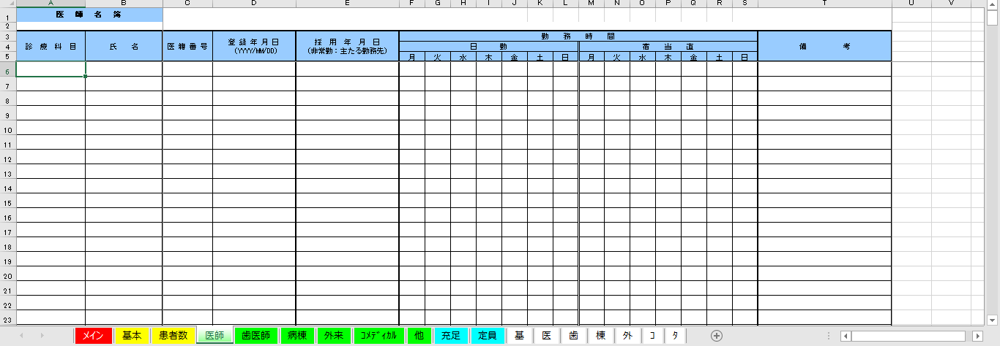 A B C D E F G H I J K L M N O P Q R S T U V
1 医 師 名 簿
2
3 勤 務 時 間
4 診 療 科 目 氏 名 医 籍 番 号 登 録 年 月 日 採 用 年 月 日 日 勤 宿 当 直 備 考
(YYYY/MM/DD) (非常勤：主たる勤務先)
5 月 火 水 木 金 土 日 月 火 水 木 金 土 日
6
7
8
9
10
11
12
13
14
15
16
17
18
19
20
21
22
23
メイン 基本 患者数 医師 歯医師 病棟 外来 ｺﾒﾃﾞｨｶﾙ 他 充足 定員 基 医 歯 棟 外 ｺ ﾀ